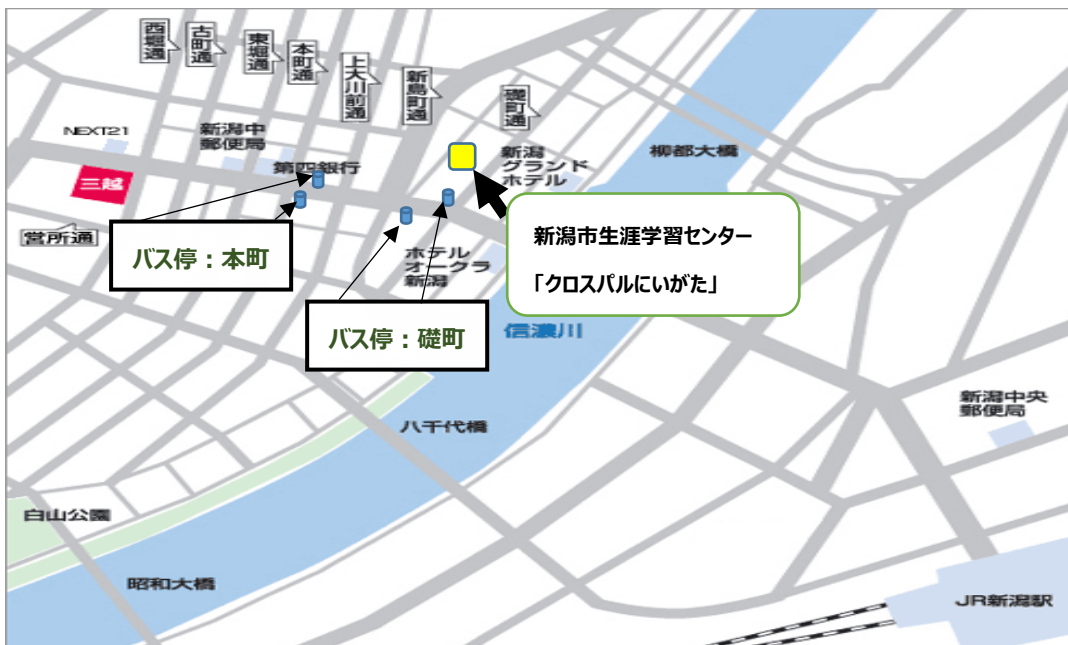 西堀通
古町通
東堀通
本町通
上大川前通
新島町通
礎町通
NEXT21
新潟中
郵便局
第四銀行
新潟
グランド
ホテル
柳都大橋
三越
営所通
バス停：本町
ホテル
オークラ
新潟
新潟市生涯学習センター
「クロスパルにいがた」
バス停：礎町
信濃川
新潟中央
郵便局
八千代橋
白山公園
昭和大橋
JR新潟駅